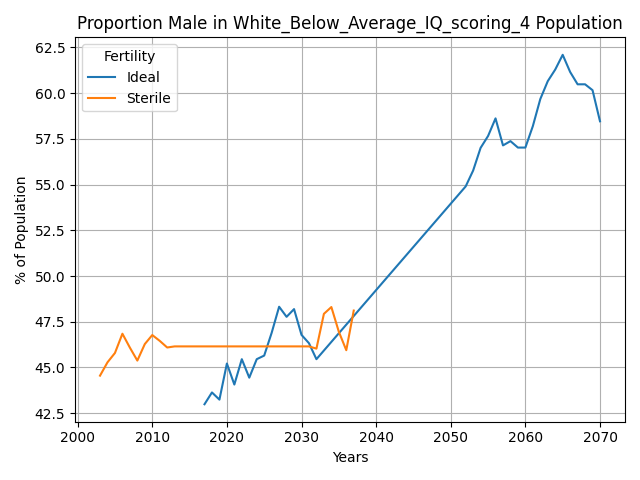 Proportion Male in White_Below_Average_IQ_scoring_4 Population
Fertility
Ideal
Sterile
% of Population
62.5
60.0
57.5
55.0
52.5
50.0
47.5
45.0
42.5
2000 2010 2020 2030 2040 2050 2060 2070
Years